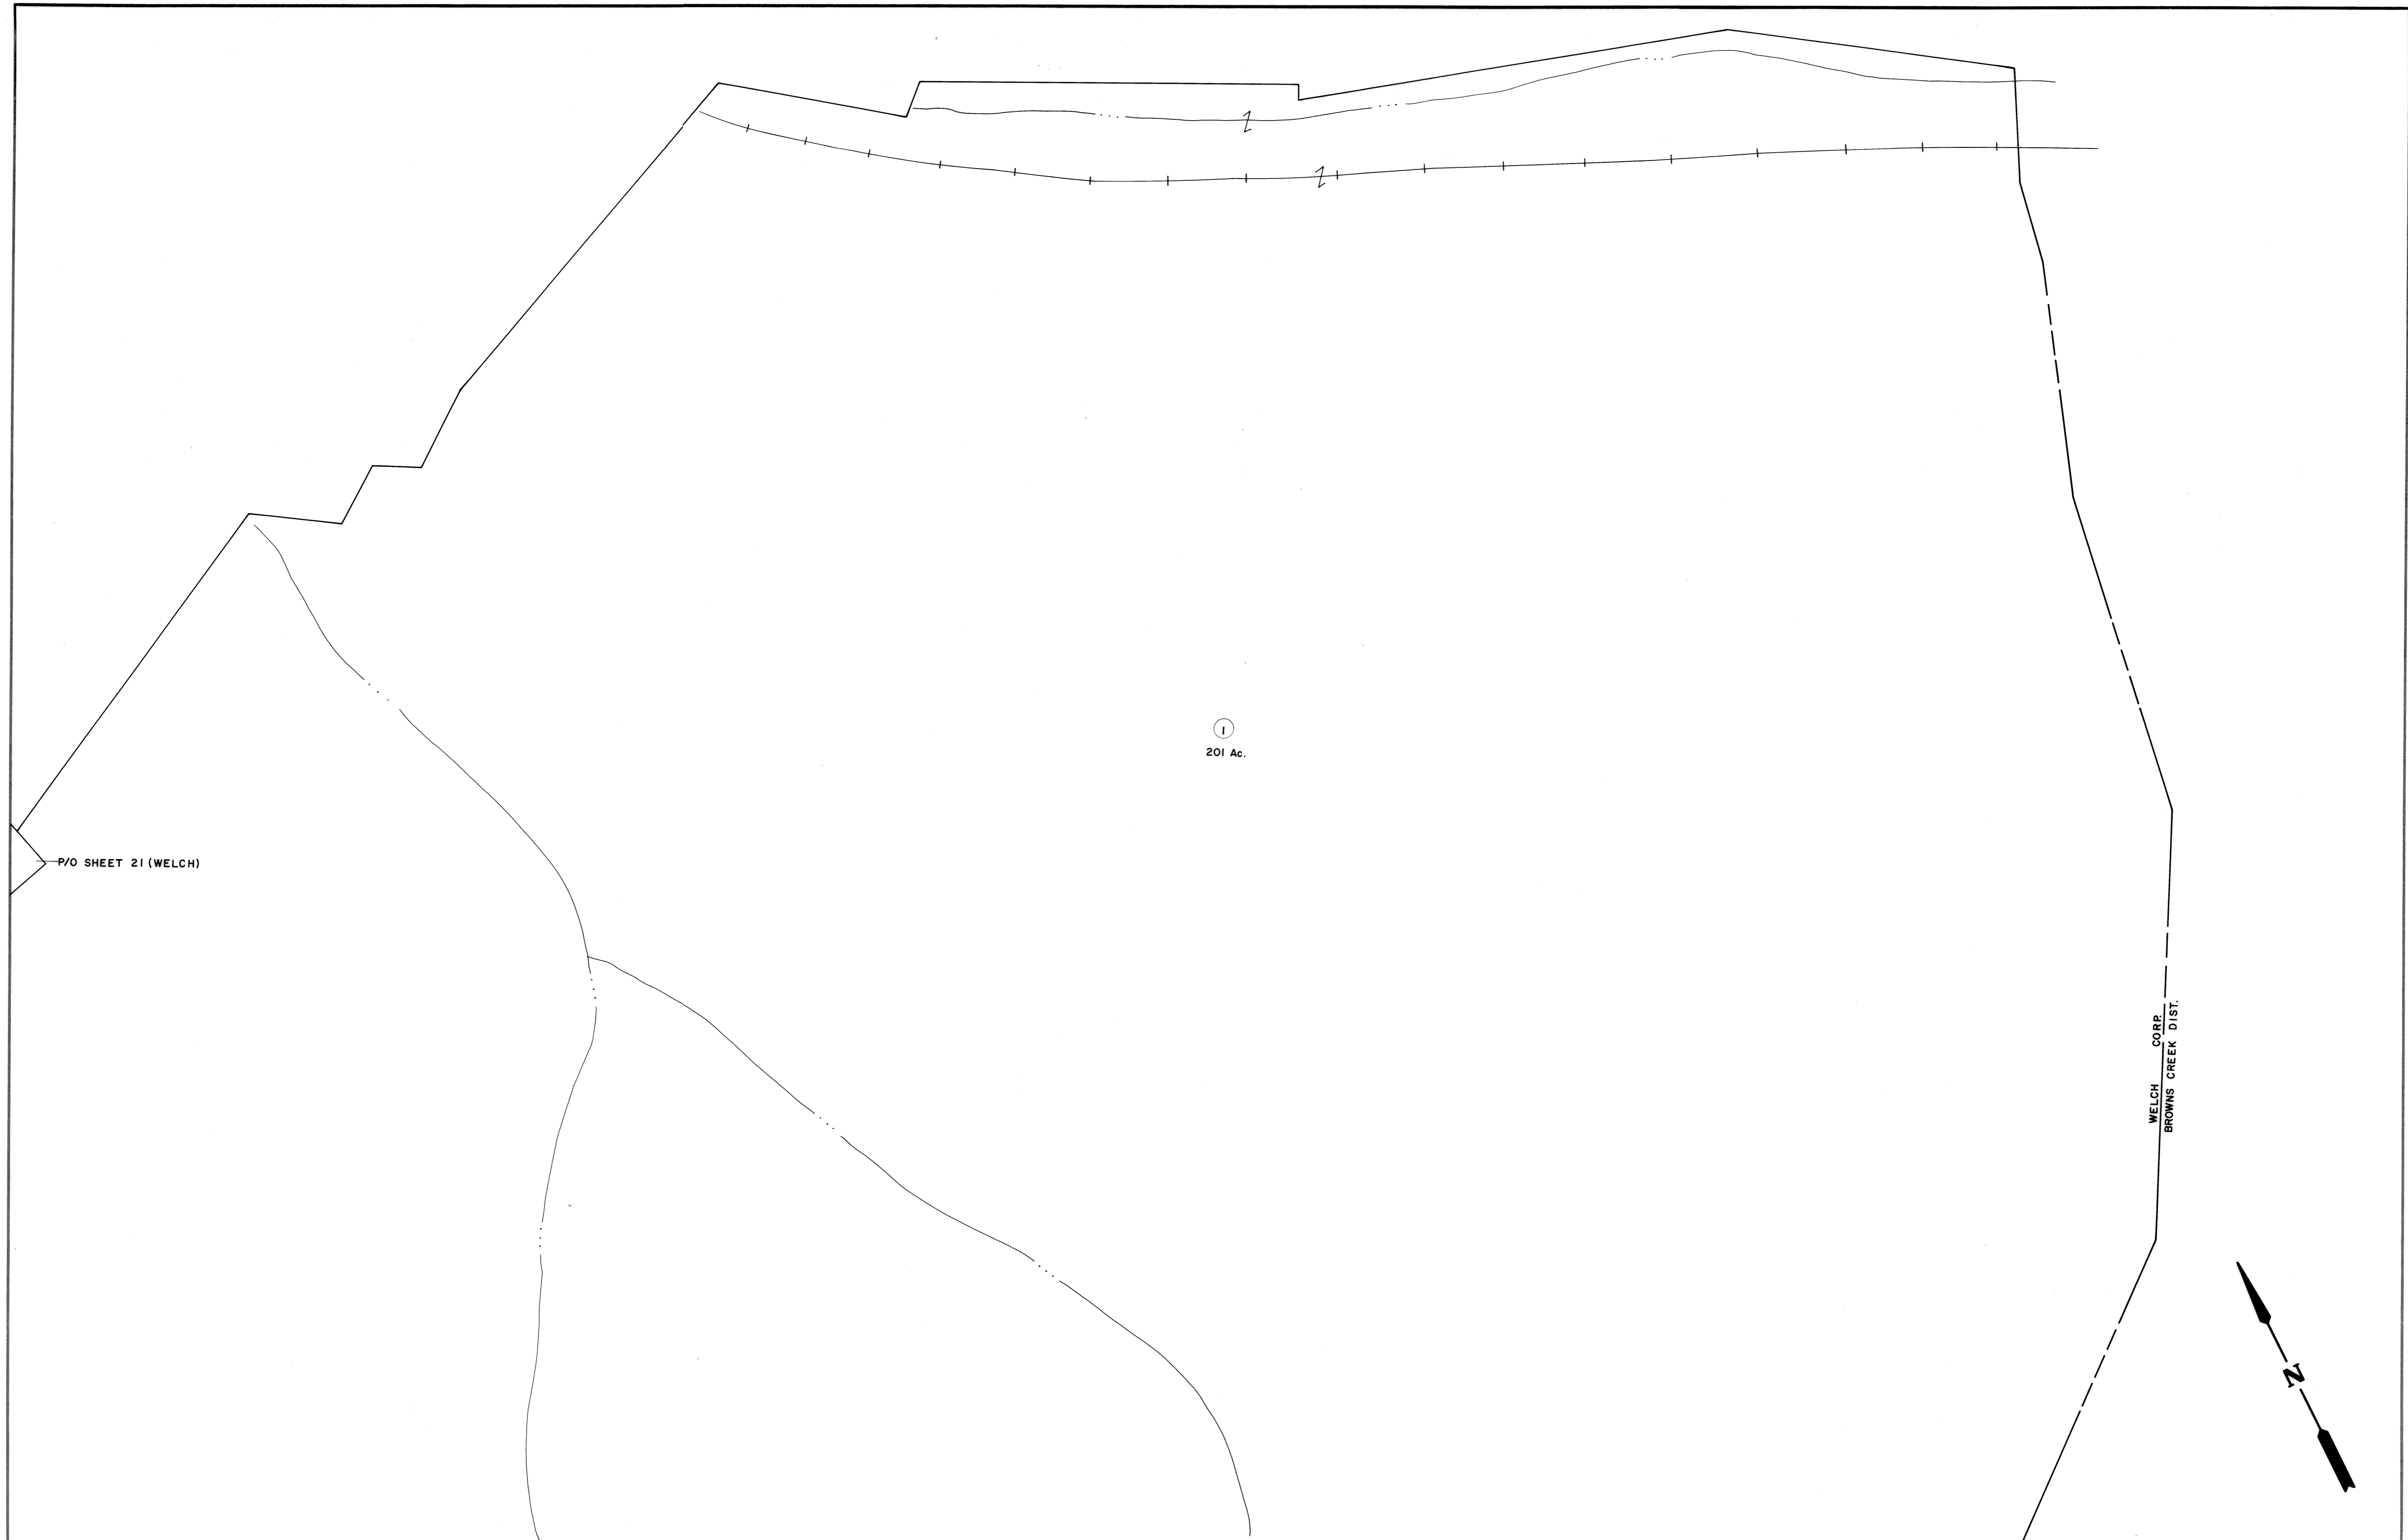 1
201 Ac.
P/O SHEET 21 (WELCH)
WELCH CORP.
BROWNS CREEK DIST.
N